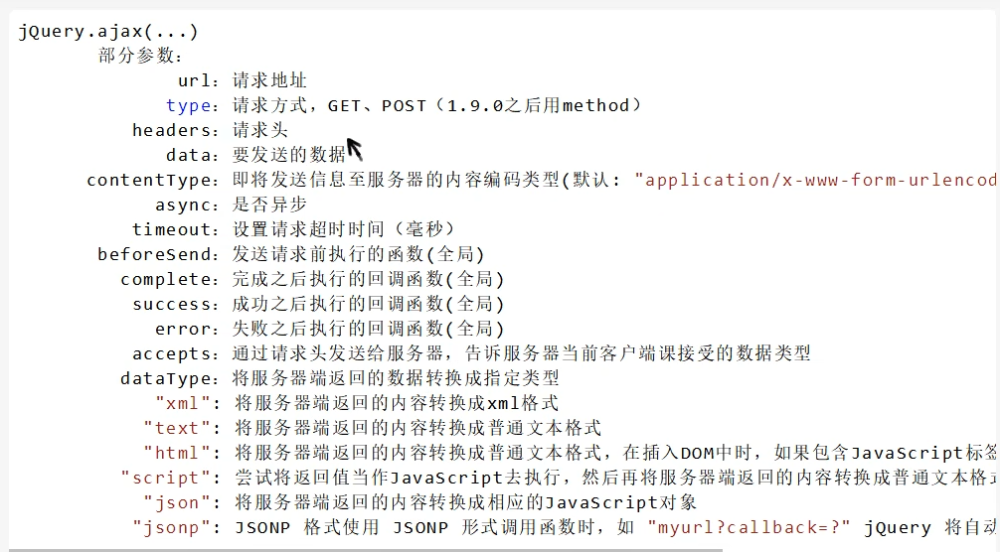 jQuery.ajax(...)
部分参数：
url：请求地址
type：请求方式，GET、POST（1.9.0之后用method）
headers：请求头
data：要发送的数据
contentType：即将发送信息至服务器的内容编码类型(默认: "application/x-www-form-urlencod
async：是否异步
timeout：设置请求超时时间（毫秒）
beforeSend：发送请求前执行的函数(全局)
complete：完成之后执行的回调函数(全局)
success：成功之后执行的回调函数(全局)
error：失败之后执行的回调函数(全局)
accepts：通过请求头发送给服务器，告诉服务器当前客户端课接受的数据类型
dataType：将服务器端返回的数据转换成指定类型
"xml": 将服务器端返回的内容转换成xml格式
"text": 将服务器端返回的内容转换成普通文本格式
"html": 将服务器端返回的内容转换成普通文本格式，在插入DOM中时，如果包含JavaScript标签
"script": 尝试将返回值当作JavaScript去执行，然后再将服务器端返回的内容转换成普通文本格式
"json": 将服务器端返回的内容转换成相应的JavaScript对象
"jsonp": JSONP 格式使用 JSONP 形式调用函数时，如 "myurl?callback=?" jQuery 将自动